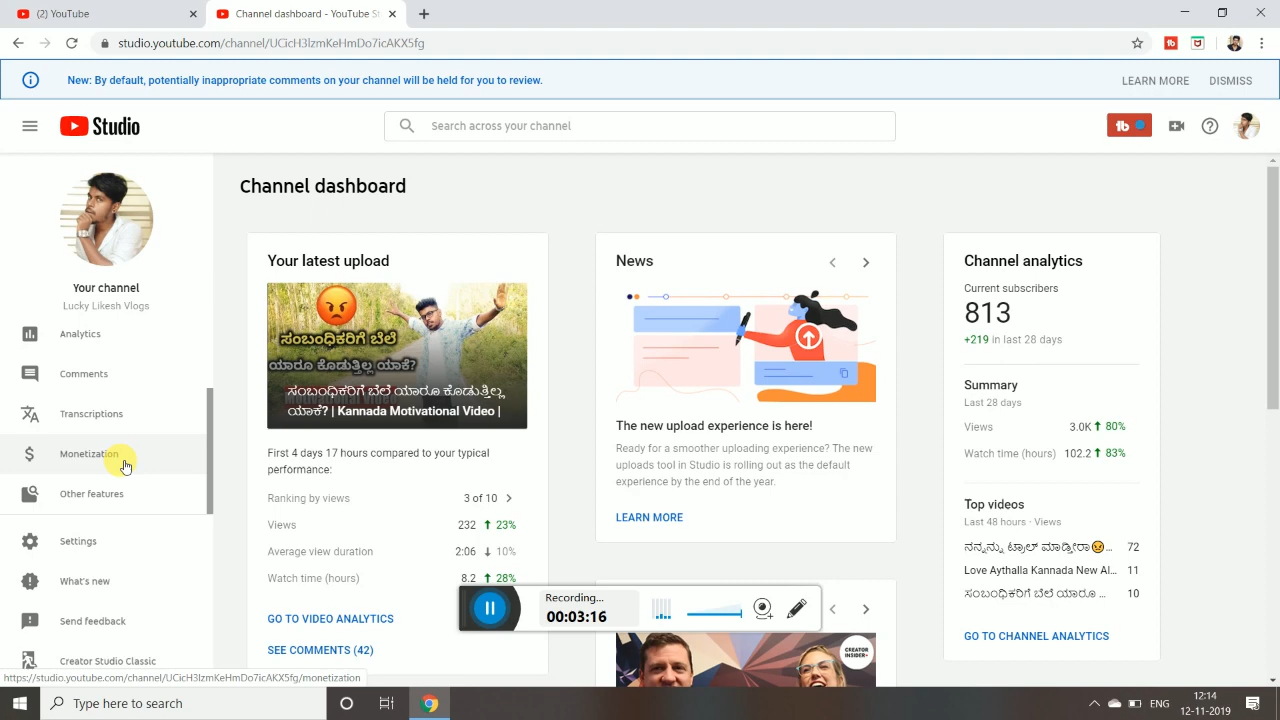 (2) YouTube
Channel dashboard - YouTube St
studio.youtube.com/channel/UCicH3lzmKeHmDo7icAKX5fg
New: By default, potentially inappropriate comments on your channel will be held for you to review.
LEARN MORE
DISMISS
Studio
Search across your channel
Channel dashboard
Your channel
Lucky Likesh Vlogs
Analytics
Comments
Transcriptions
Monetization
Other features
Settings
What's new
Send feedback
Creator Studio Classic
Your latest upload
ಸಂಬಂಧಿಕರಿಗೆ ಬೆಲೆ
ಯಾರೂ ಕೊಡುತ್ತಿಲ್ಲ ಯಾಕೆ?
ಸಂಬಂಧಿಕರಿಗೆ ಬೆಲೆ ಯಾರೂ ಕೊಡುತ್ತಿಲ್ಲ
ಯಾಕೆ? | Kannada Motivational Video |
First 4 days 17 hours compared to your typical
performance:
Ranking by views 3 of 10
Views 232 23%
Average view duration 2:06 10%
Watch time (hours) 8.2 28%
GO TO VIDEO ANALYTICS
SEE COMMENTS (42)
News
The new upload experience is here!
Ready for a smoother uploading experience? The new
uploads tool in Studio is rolling out as the default
experience by the end of the year.
LEARN MORE
CREATOR
INSIDER
Channel analytics
Current subscribers
813
+219 in last 28 days
Summary
Last 28 days
Views 3.0K 80%
Watch time (hours) 102.2 83%
Top videos
Last 48 hours · Views
ನನ್ನನ್ನು ಟ್ರಾಲ್ ಮಾಡ್ತೀರಾ😡... 72
Love Aythalla Kannada New Al... 11
ಸಂಬಂಧಿಕರಿಗೆ ಬೆಲೆ ಯಾರೂ ... 10
GO TO CHANNEL ANALYTICS
Recording...
00:03:16
https://studio.youtube.com/channel/UCicH3lzmKeHmDo7icAKX5fg/monetization
Type here to search
ENG
12:14
12-11-2019